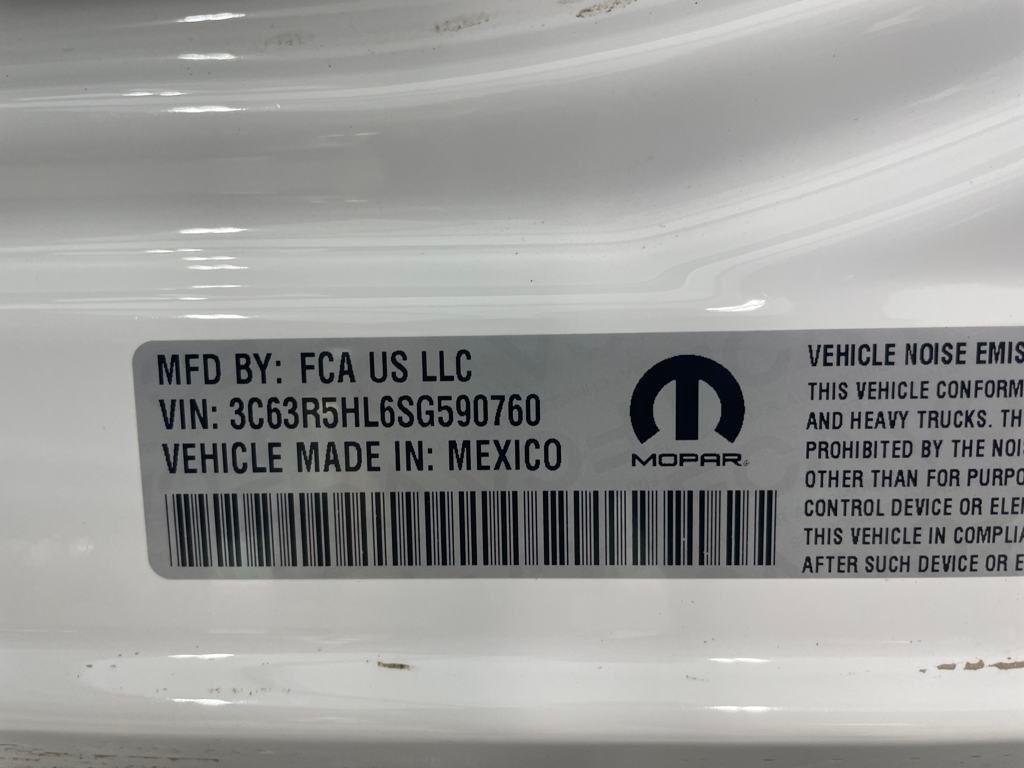 MFD BY: FCA US LLC
VIN: 3C63R5HL6SG590760
VEHICLE MADE IN: MEXICO
MOPAR
VEHICLE NOISE EMIS
THIS VEHICLE CONFORM
AND HEAVY TRUCKS. TH
PROHIBITED BY THE NOI
OTHER THAN FOR PURPO
CONTROL DEVICE OR ELE
THIS VEHICLE IN COMPLIA
AFTER SUCH DEVICE OR E